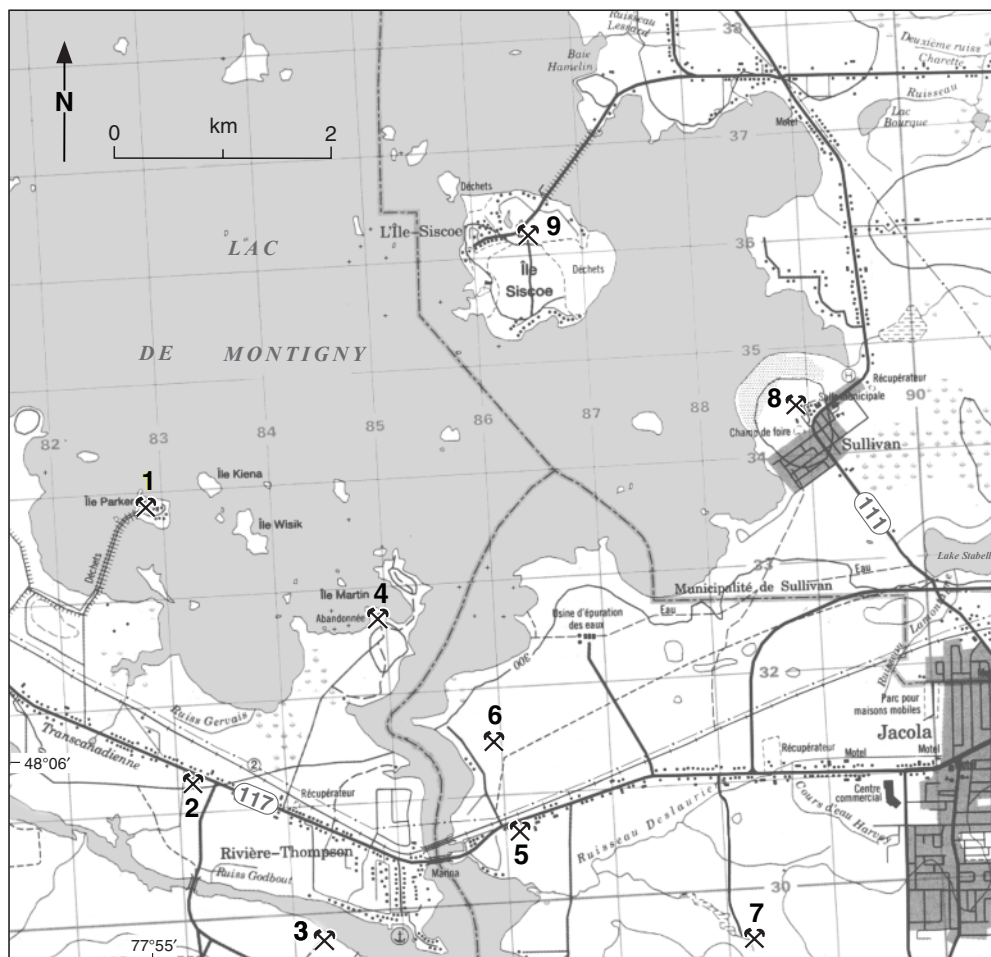 Ruisseau
Lessard
38
Deuxième ruiss
Charette
Baie
Hamelin
Ruisseau
N
0 km 2
Lac
Bourque
Motel
37
Déchets
L'Île-Siscoe
9
36
LAC
Île
Siscoe
Déchets
DE MONTIGNY
35
H
Récupérateur
8
Salle municipale
90
82
83
84
85
86
87
88
Champ de foire
34
Sullivan
1
Île Parker
Île Kiena
111
Île Wisik
Déchets
Lake Stabell
33
Eau
Municipalité de Sullivan
4
Île Martin
Abandonnée
Eau
Usine d'épuration
des eaux
300
Ruisseau Langlois
32
Parc pour
maisons mobiles
Ruiss Gervais
6
Jacola
Transcanadienne
48°06′
2
Récupérateur
Motel
Motel
2
117
Récupérateur
Centre
commercial
Ruisseau Deslaurier
Cours d'eau Harvey
5
Rivière-Thompson
Marina
Ruiss Godbout
30
3
7
77°55′